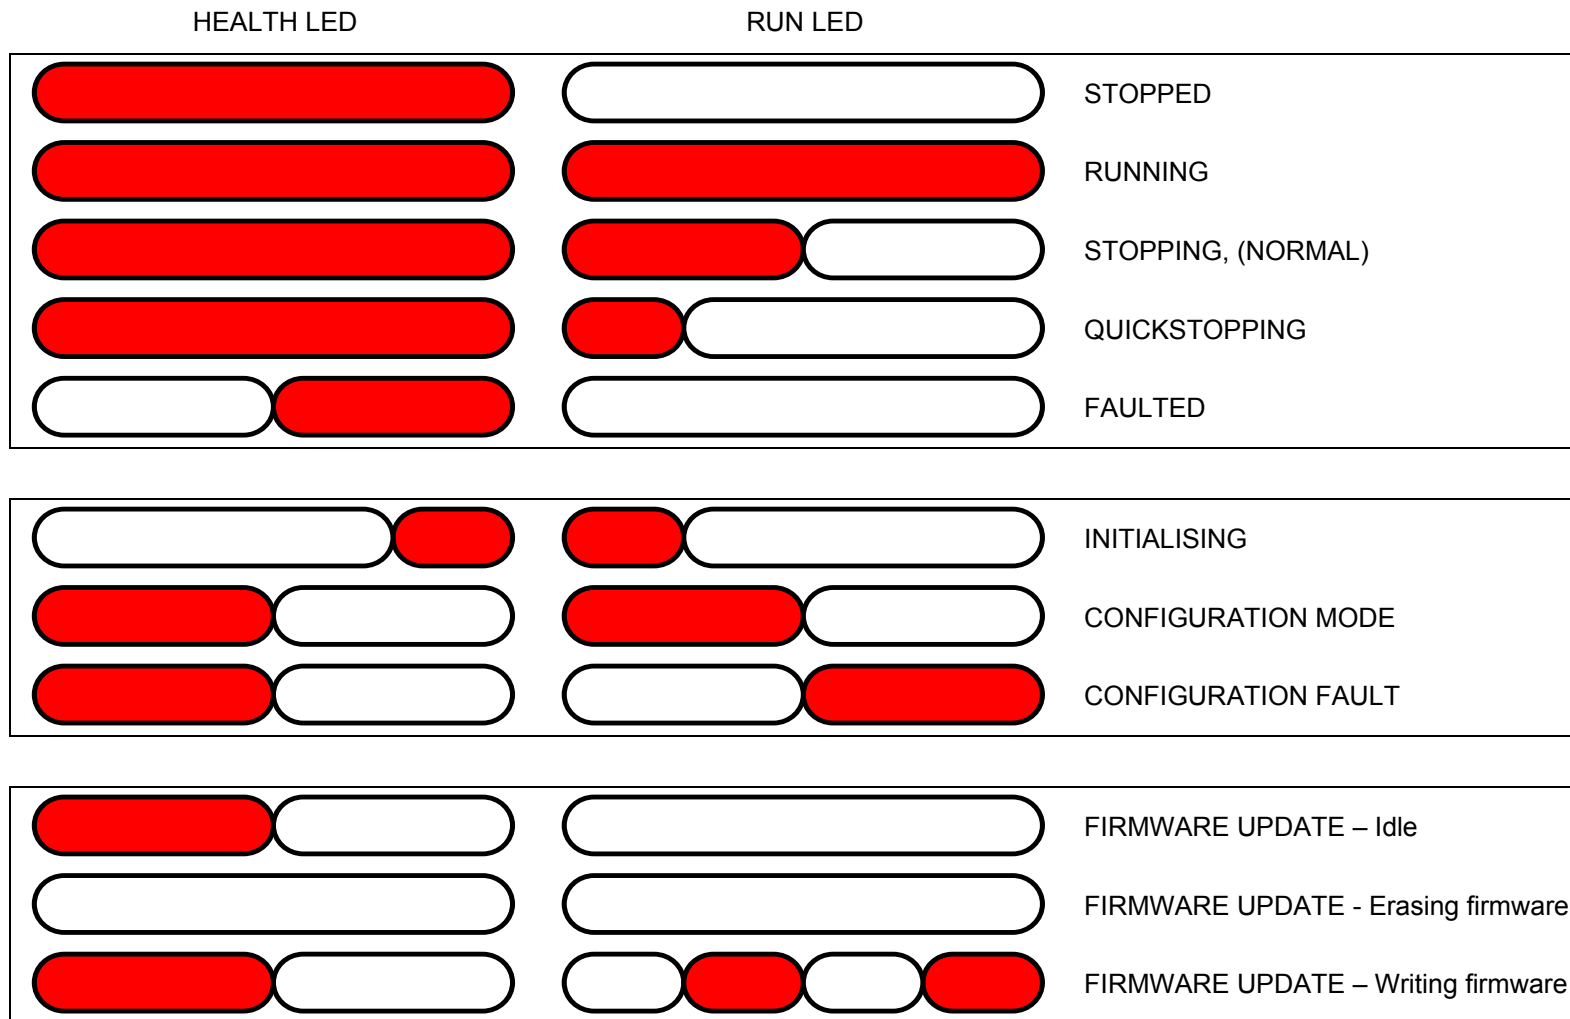 HEALTH LED RUN LED
STOPPED
RUNNING
STOPPING, (NORMAL)
QUICKSTOPPING
FAULTED
INITIALISING
CONFIGURATION MODE
CONFIGURATION FAULT
FIRMWARE UPDATE – Idle
FIRMWARE UPDATE - Erasing firmware
FIRMWARE UPDATE – Writing firmware